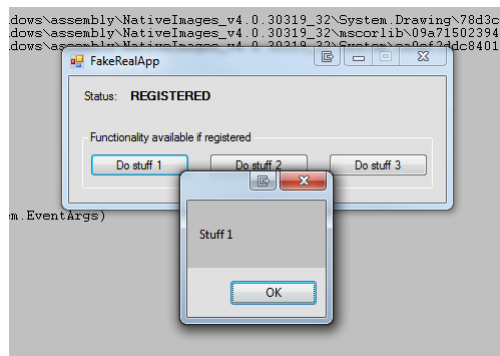 dows\assembly\NativeImages_v4.0.30319_32\System.Drawing\78d3c
dows\assembly\NativeImages_v4.0.30319_32\mscorlib\09a71502394
FakeRealApp
Status: REGISTERED
Functionality available if registered
Do stuff 1 Do stuff 2 Do stuff 3
m.EventArgs)
Stuff 1
OK